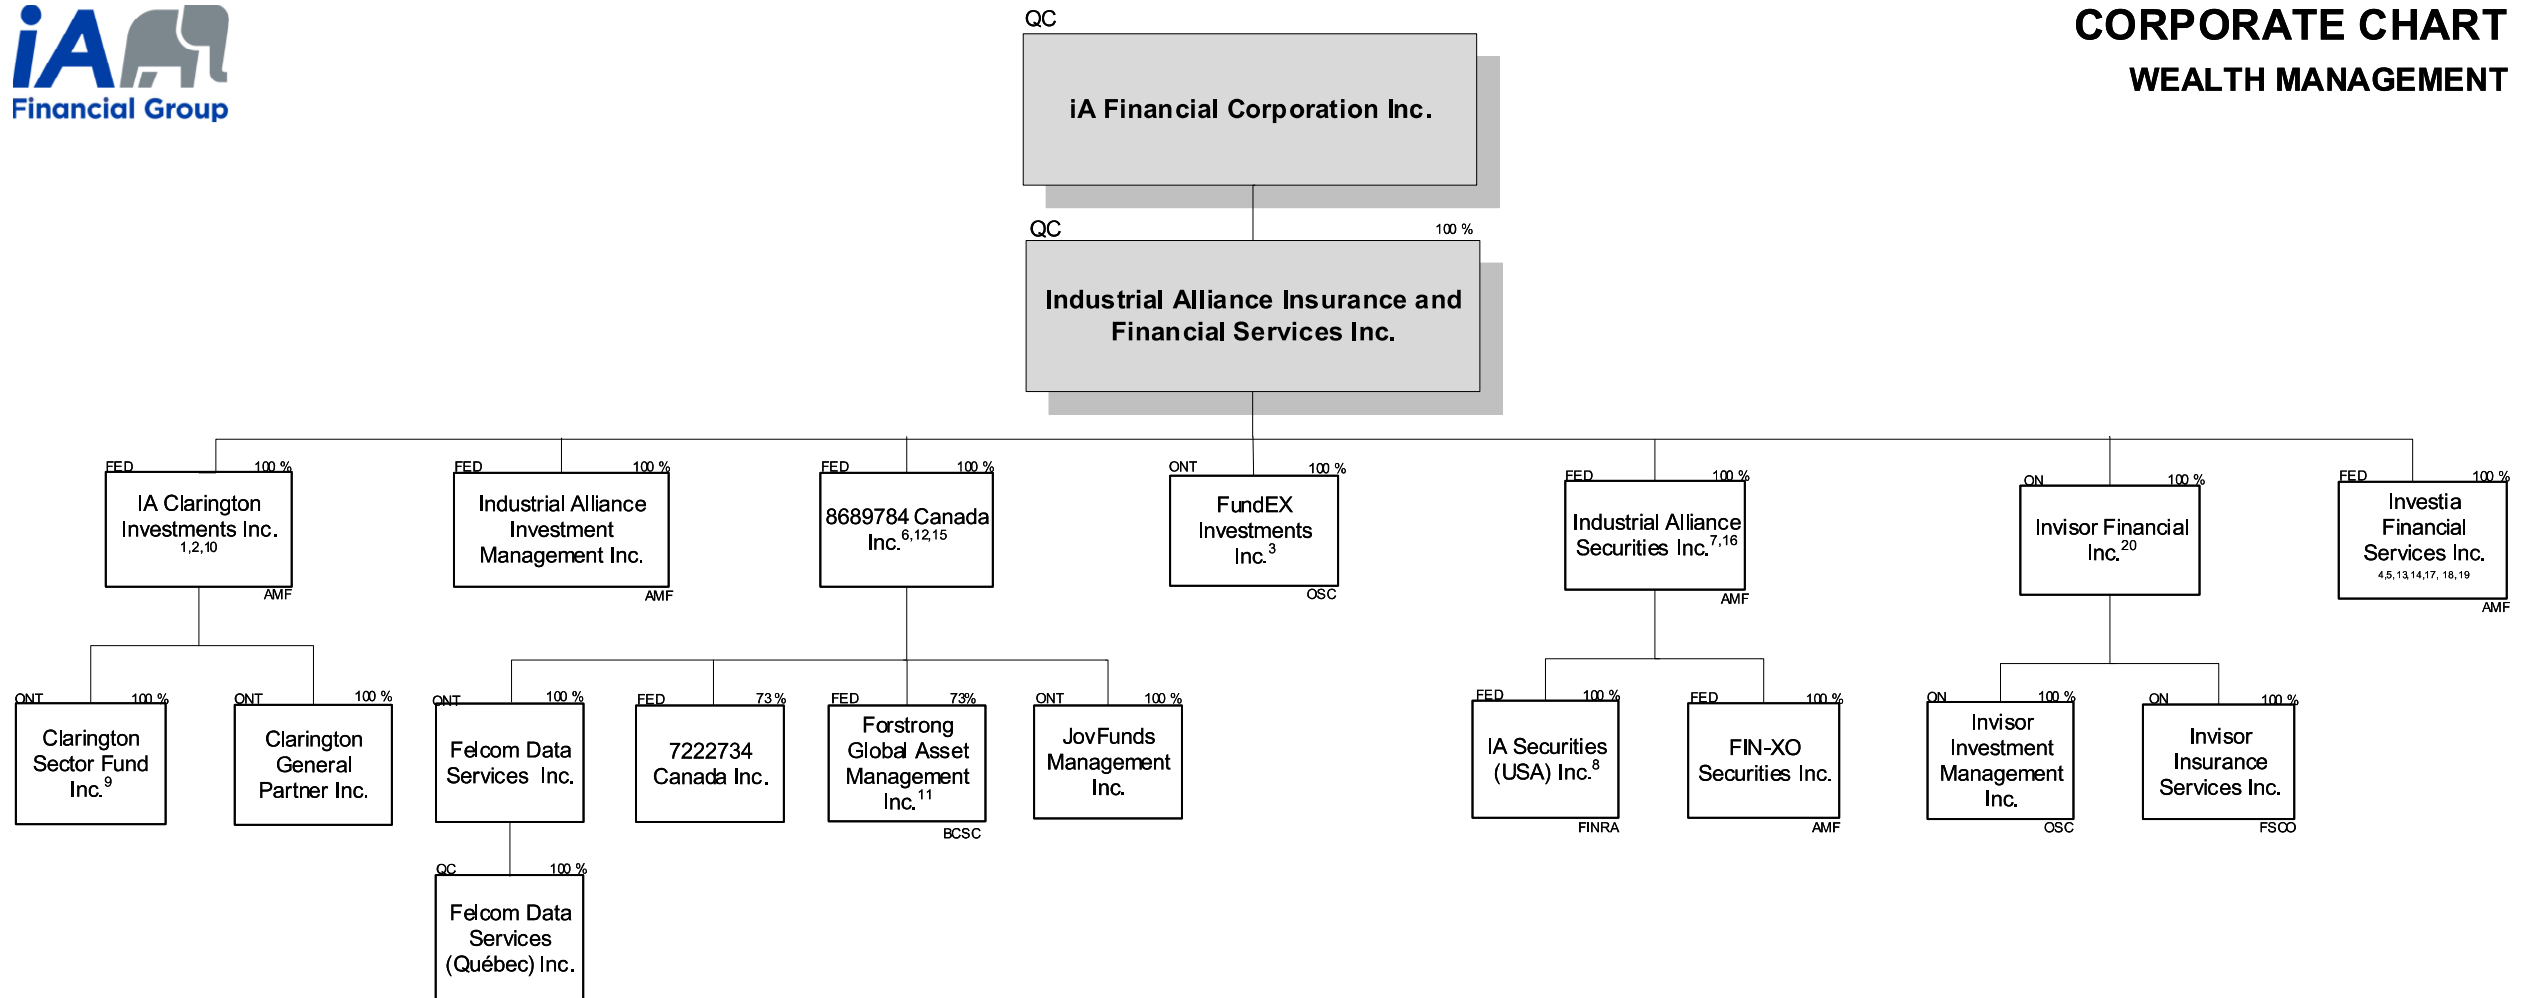 iA
Financial Group
CORPORATE CHART
WEALTH MANAGEMENT
QC
iA Financial Corporation Inc.
QC
100 %
Industrial Alliance Insurance and
Financial Services Inc.
FED
100 %
IA Clarington
Investments Inc.
1,2,10
AMF
FED
100 %
Industrial Alliance
Investment
Management Inc.
AMF
FED
100 %
8689784 Canada
Inc.6,12,15
ONT
100 %
FundEX
Investments
Inc.3
OSC
FED
100 %
Industrial Alliance
Securities Inc.7,16
AMF
ON
100 %
Invisor Financial
Inc.20
FED
100 %
Investia
Financial
Services Inc.
4,5,13,14,17, 18,19
AMF
ONT
100 %
Clarington
Sector Fund
Inc.9
ONT
100 %
Clarington
General
Partner Inc.
ONT
100 %
Felcom Data
Services Inc.
FED
73 %
7222734
Canada Inc.
FED
73%
Forstrong
Global Asset
Management
Inc.11
BCSC
ONT
100 %
JovFunds
Management
Inc.
FED
100 %
IA Securities
(USA) Inc.8
FINRA
FED
100 %
FIN-XO
Securities Inc.
AMF
ON
100 %
Invisor
Investment
Management
Inc.
OSC
ON
100 %
Invisor
Insurance
Services Inc.
FSCO
QC
100 %
Felcom Data
Services
(Québec) Inc.